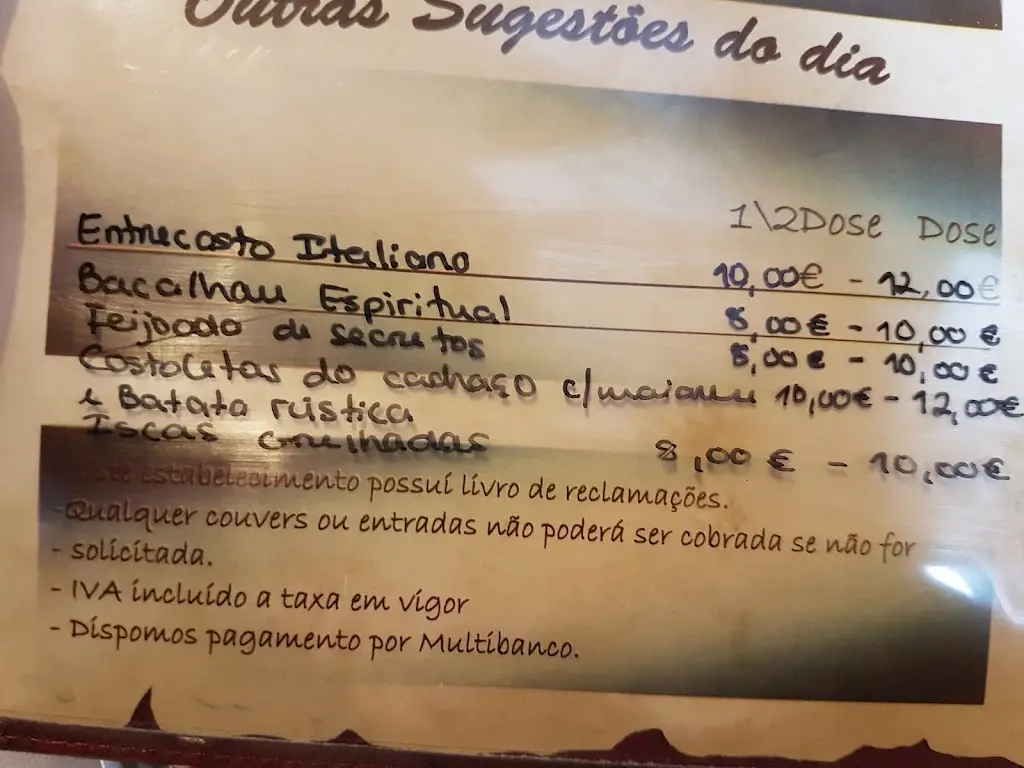 Outras Sugestões do dia
1\2Dose Dose
Entrecosto Italiano 10,00€ - 12,00€
Bacalhau Espiritual 8,00€ - 10,00€
Feijoada de secretos 8,00€ - 10,00€
Costoletas do cachaço c/ 10,00€ - 12,00€
e Batata rústica
Iscas Grelhadas 8,00€ - 10,00€
este estabelecimento possuí livro de reclamações.
-Qualquer couvers ou entradas não poderá ser cobrada se não for
- solicitada.
- IVA incluído a taxa em vigor
- Dispomos pagamento por Multibanco.